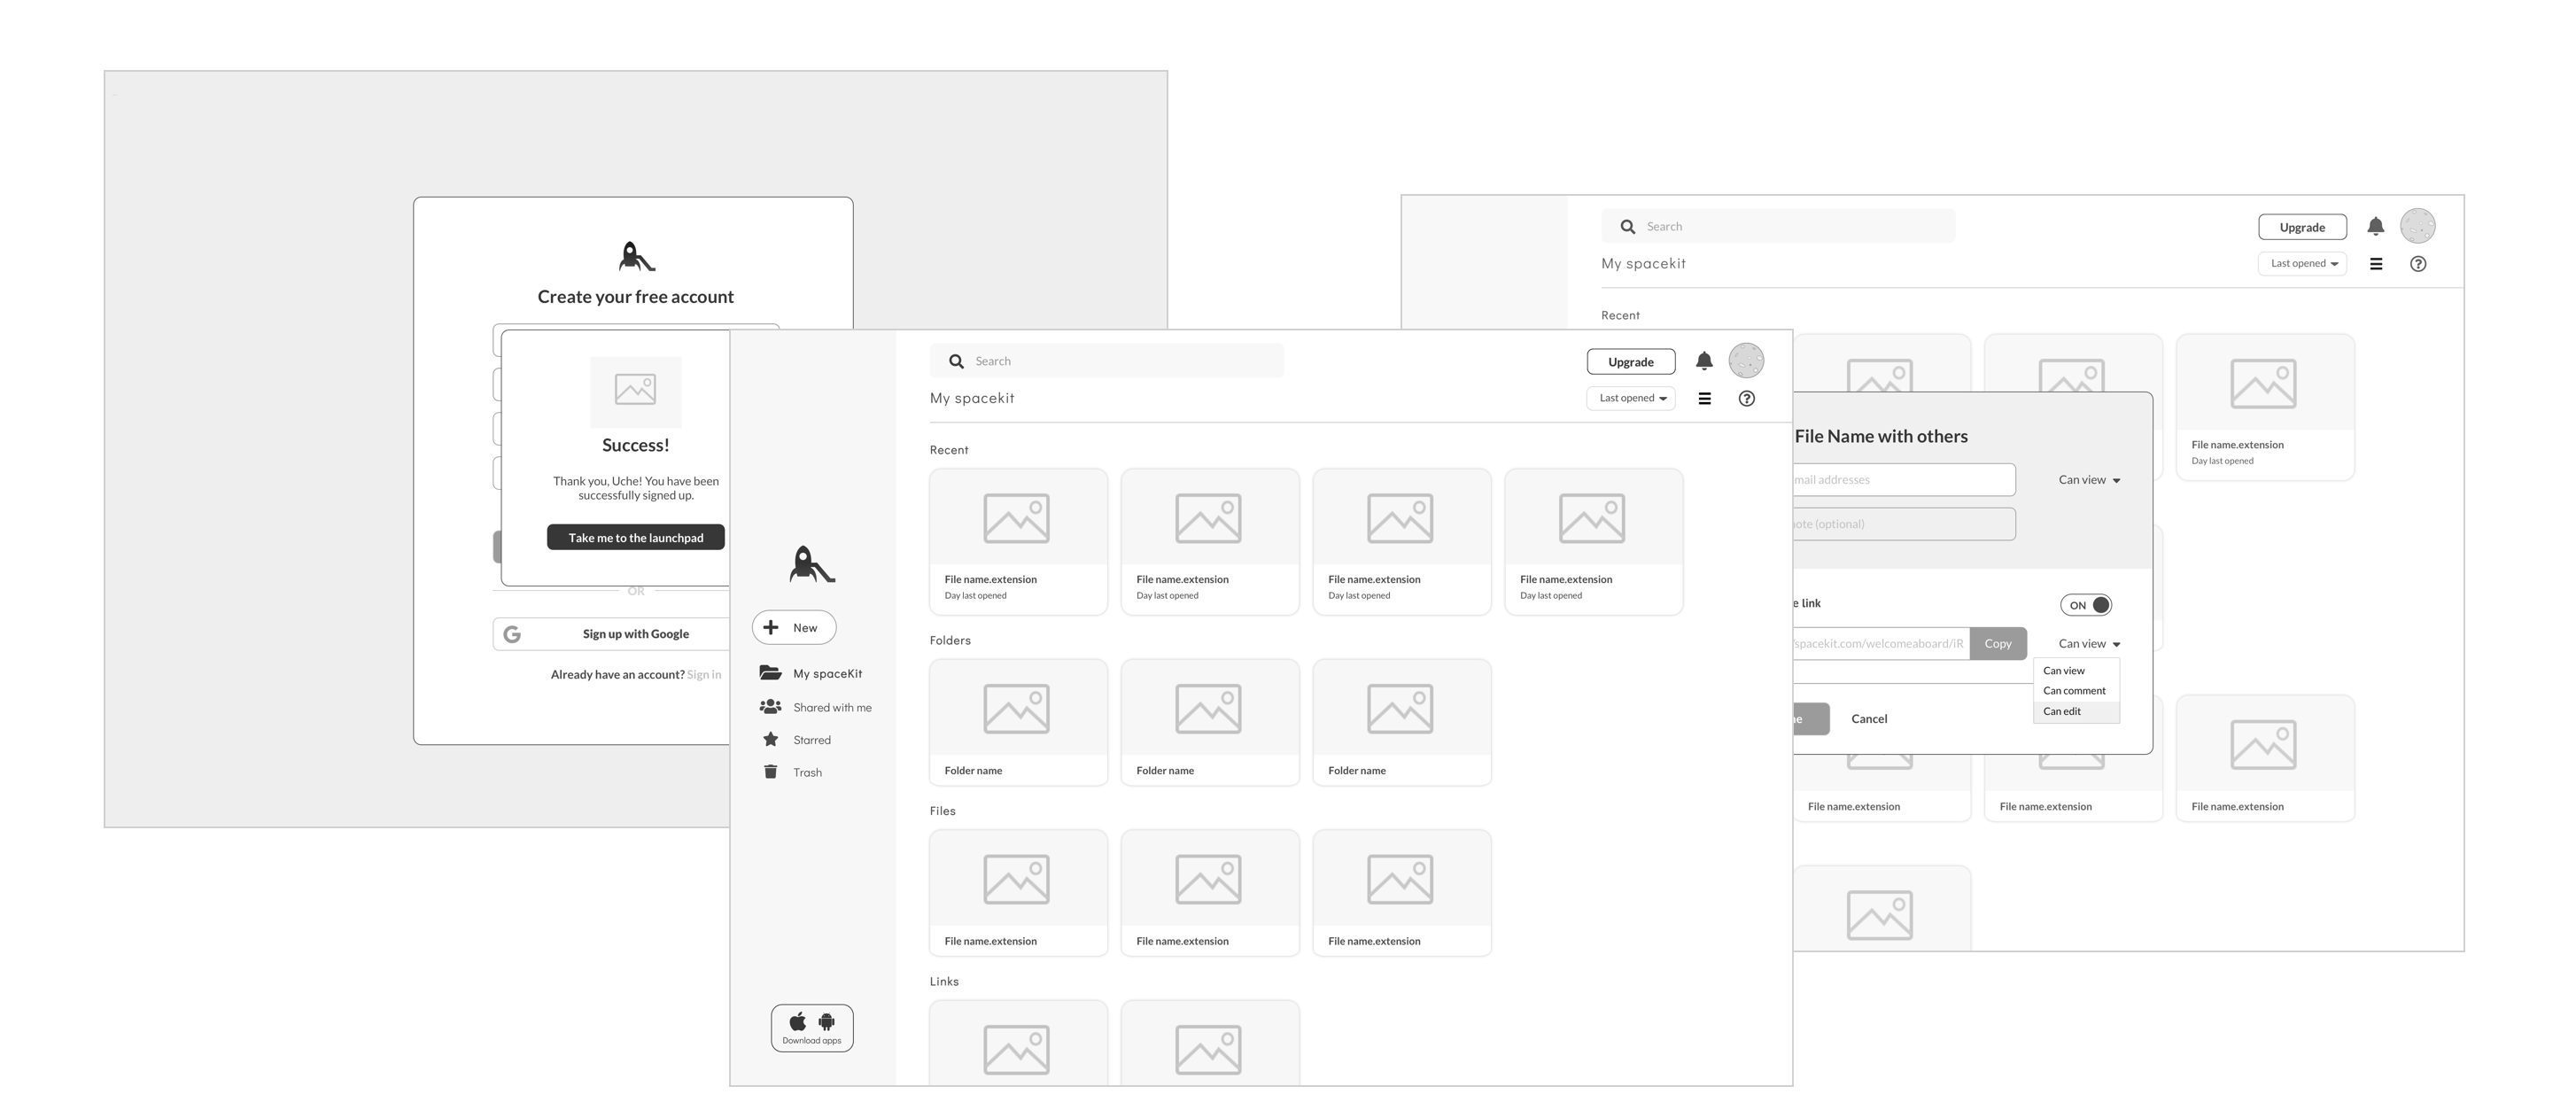 Create your free account
Success!
Thank you, Uche! You have been
successfully signed up.
Take me to the launchpad
OR
Sign up with Google
Already have an account? Sign in
Search
Upgrade
My spacekit
Last opened
Recent
File name.extension
Day last opened
File name.extension
Day last opened
File name.extension
Day last opened
File name.extension
Day last opened
New
My spaceKit
Shared with me
Starred
Trash
Download apps
Folders
Folder name
Folder name
Folder name
Files
File name.extension
File name.extension
File name.extension
Links
Search
Upgrade
My spacekit
Last opened
Recent
File name.extension
Day last opened
File Name with others
mail addresses
Can view
(optional)
link
ON
/spacekit.com/welcomeaboard/iR
Copy
Can view
Can view
Can comment
Can edit
Cancel
File name.extension
File name.extension
File name.extension